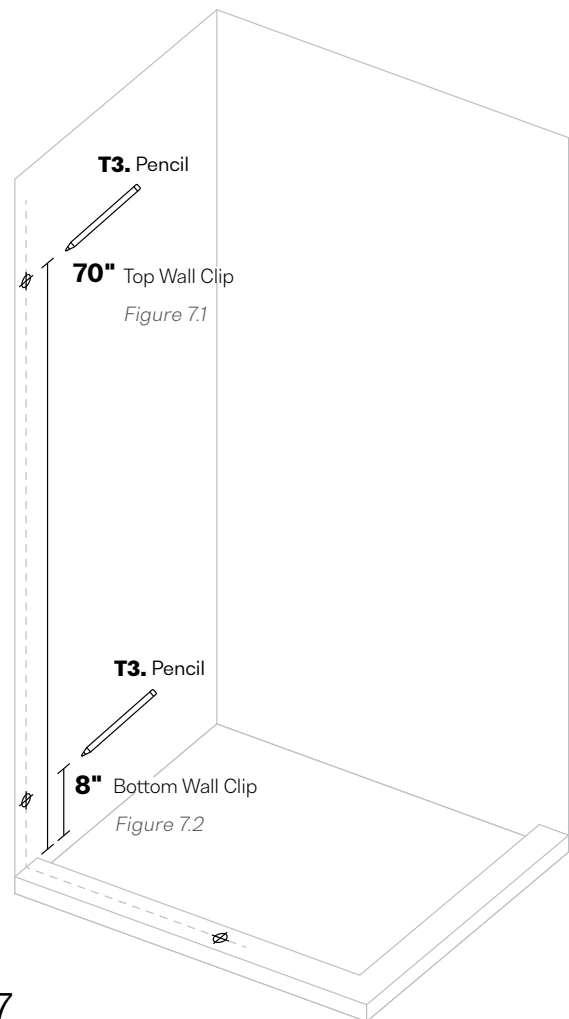 T3. Pencil
70" Top Wall Clip
Figure 7.1
T3. Pencil
8" Bottom Wall Clip
Figure 7.2
7